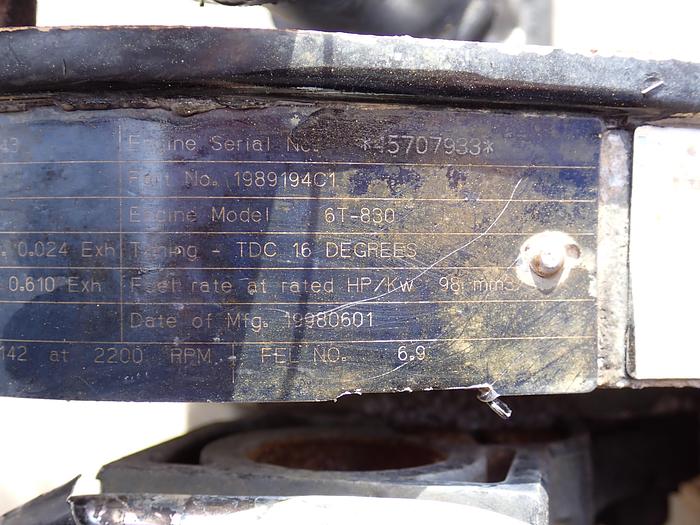 43 Engine Serial No. *45707933*
Part No. 1989194C1
Engine Model 6T-830
. 0.024 Exh Timing - TDC 16 DEGREES
0.610 Exh Fuel rate at rated HP/KW 98 mm3
Date of Mfg. 19980601
142 at 2200 RPM. FEL NO. 6.9